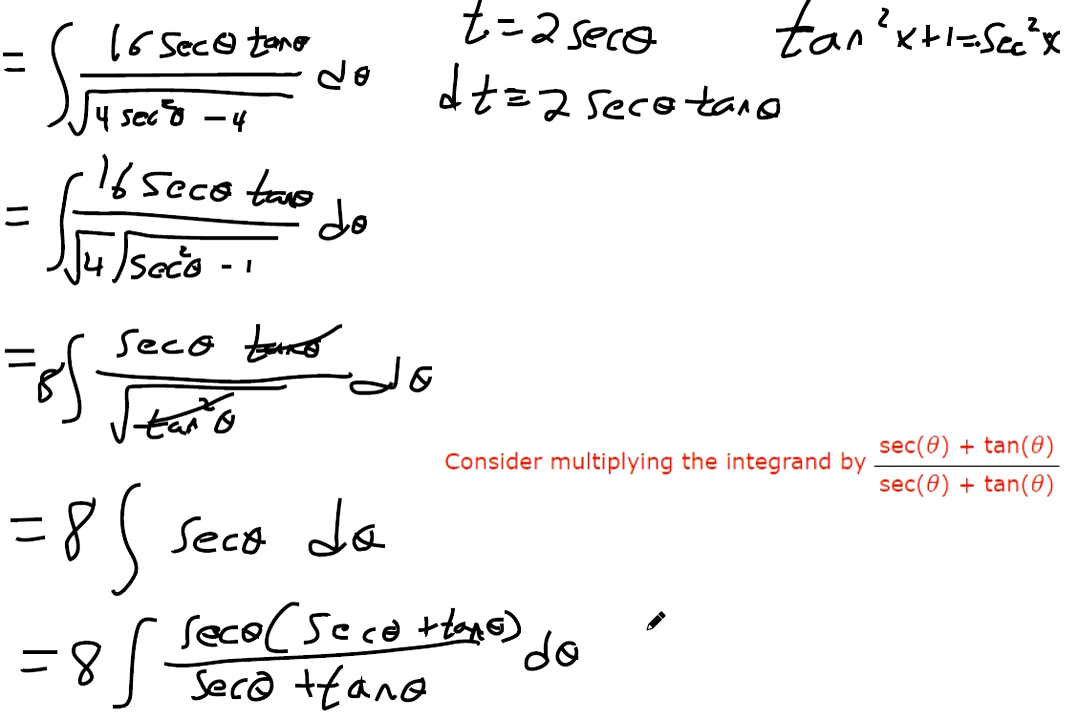 = ∫ 16 secθ tanθ / √(4 sec²θ − 4) dθ
t = 2 secθ
tan²x + 1 = sec²x
dt = 2 secθ tanθ
= ∫ 16 secθ tanθ / √4 √(sec²θ − 1) dθ
= 8 ∫ secθ tanθ / √(tan²θ) dθ
Consider multiplying the integrand by sec(θ) + tan(θ) / sec(θ) + tan(θ)
= 8 ∫ secθ dθ
= 8 ∫ secθ(secθ + tanθ) / secθ + tanθ dθ